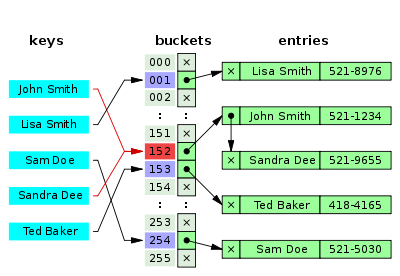 keys buckets entries
000 ×
001 × Lisa Smith 521-8976
002 ×
: :
151 ×
152 John Smith 521-1234
153 × Sandra Dee 521-9655
154 ×
: : × Ted Baker 418-4165
253 ×
254 × Sam Doe 521-5030
255 ×
John Smith
Lisa Smith
Sam Doe
Sandra Dee
Ted Baker